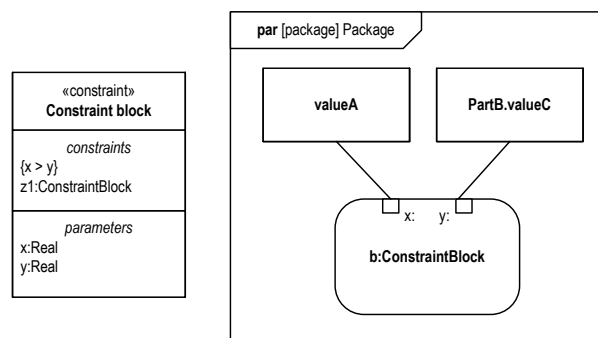 «constraint»
Constraint block
constraints
{x > y}
z1:ConstraintBlock
parameters
x:Real
y:Real
par [package] Package
valueA
PartB.valueC
x: y:
b:ConstraintBlock